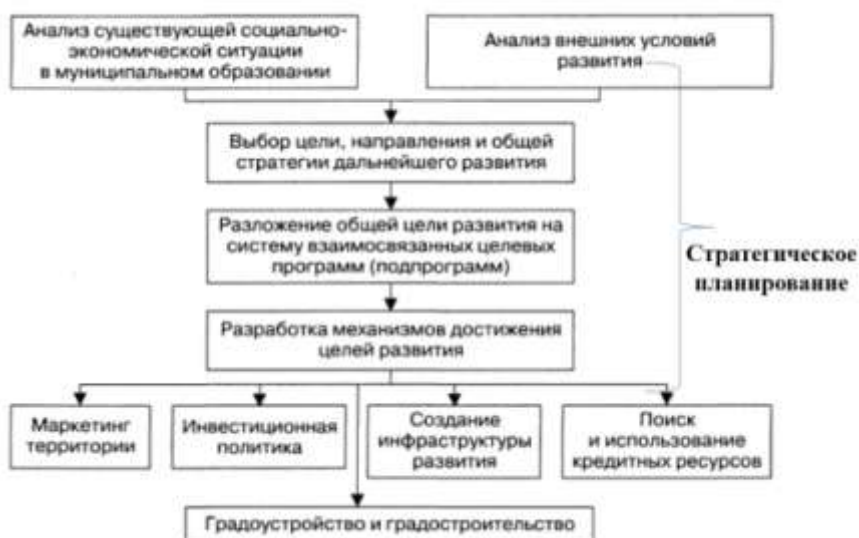 Анализ существующей социально-
экономической ситуации
в муниципальном образовании
Анализ внешних условий
развития
Выбор цели, направления и общей
стратегии дальнейшего развития
Разложение общей цели развития на
систему взаимосвязанных целевых
программ (подпрограмм)
Стратегическое
планирование
Разработка механизмов достижения
целей развития
Маркетинг
территории
Инвестиционная
политика
Создание
инфраструктуры
развития
Поиск
и использование
кредитных ресурсов
Градоустройство и градостроительство